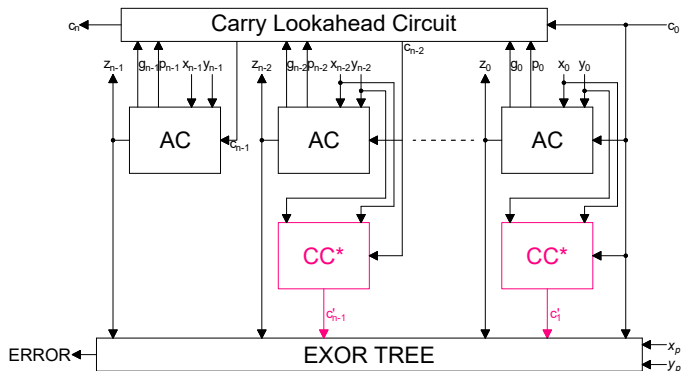 cn Carry Lookahead Circuit c0
cn-2
zn-1 gn-1 pn-1 xn-1 yn-1 zn-2 gn-2 pn-2 xn-2 yn-2 z0 g0 p0 x0 y0
AC cn-1 AC AC
CC* CC*
c'n-1 c'1
ERROR EXOR TREE xp
yp